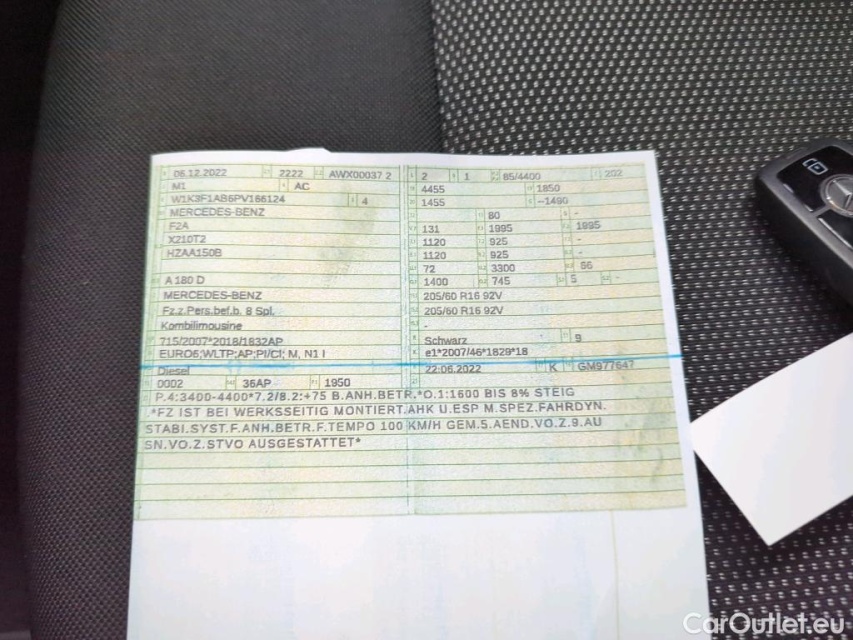 06.12.2022 2222 AWX00037 2
M1 AC
W1K3F1AB6PV166124 4
MERCEDES-BENZ
F2A
X210T2
HZAA150B
A 180 D
MERCEDES-BENZ
Fz.z.Pers.bef.b. 8 Spl.
Kombilimousine
715/2007*2018/1832AP
EURO6;WLTP;AP;PI/CI; M, N1 I
Diesel
0002 36AP 1950
2 1 85/4400 202
4455 1850
1455 -1490
80 -
131 1995 1995
1120 925 -
1120 925 -
72 3300 56
1400 745 5 -
205/60 R16 92V
205/60 R16 92V
-
Schwarz 9
e1*2007/46*1829*18
22.06.2022 K GM977647
P.4:3400-4400*7.2/8.2:+75 B.ANH.BETR.*O.1:1600 BIS 8% STEIG
*FZ IST BEI WERKSSEITIG MONTIERT.AHK U.ESP M.SPEZ.FAHRDYN.
STABI.SYST.F.ANH.BETR.F.TEMPO 100 KM/H GEM.5.AEND.VO.Z.9.AU
SN.VO.Z.STVO AUSGESTATTET*
CarOutlet.eu